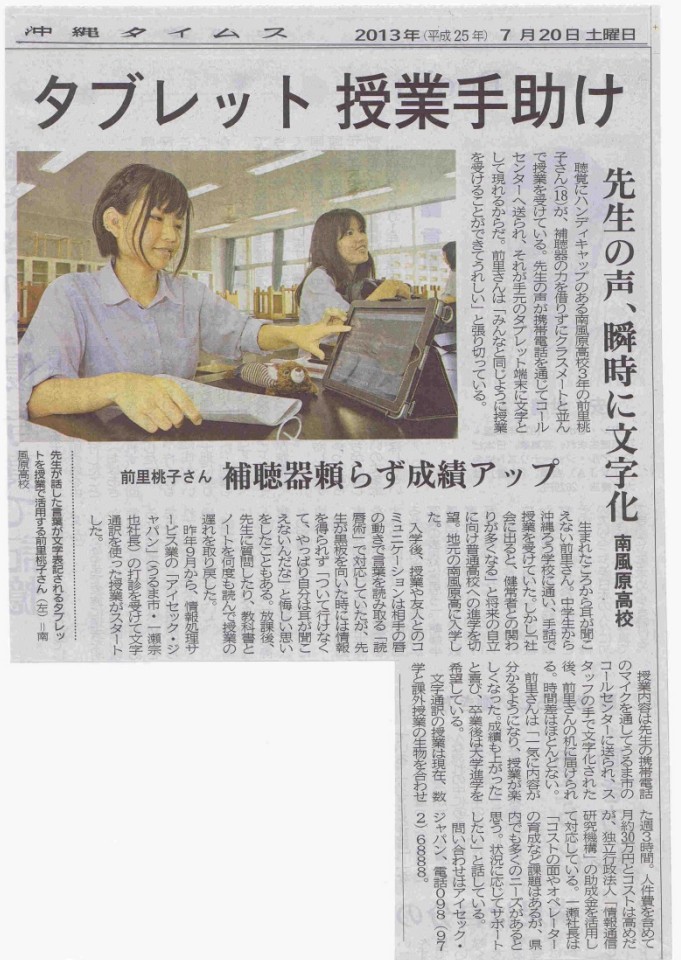 沖縄タイムス
2013年(平成25年) 7月20日 土曜日
タブレット 授業手助け
先生の声、瞬時に文字化
南風原高校
聴覚にハンディキャップのある南風原高校3年の前里桃
子さん(18)が、補聴器の力を借りずにクラスメートと並ん
で授業を受けている。先生の声が携帯電話を通じてコール
センターへ送られ、それが手元のタブレット端末に文字と
して現れるからだ。前里さんは「みんなと同じように授業
を受けることができてうれしい」と張り切っている。
前里桃子さん 補聴器頼らず成績アップ
先生が話した言葉が文字表記されるタブレッ
トを授業で活用する前里桃子さん(左)=南
風原高校
生まれたころから耳が聞こ
えない前里さん。中学生から
沖縄ろう学校に通い、手話で
授業を受けていた。しかし「社
会に出ると、健常者との関わ
りが多くなる」と将来の自立
に向け普通高校への進学を切
望。地元の南風原高に入学し
た。
入学後、授業や友人とのコ
ミュニケーションは相手の唇
の動きで言葉を読み取る「読
唇術」で対応していたが、先
生が黒板を向いた時には情報
を得られず「ついて行けなく
て、やっぱり自分は耳が聞こ
えないんだな」と悔しい思い
をしたこともある。放課後、
先生に質問したり、教科書と
ノートを何度も読んで授業の
遅れを取り戻した。
昨年9月から、情報処理サ
ービス業の「アイセック・ジ
ャパン」(うるま市・一瀬宗
也社長)の打診を受けて文字
通訳を使った授業がスタート
した。
授業内容は先生の携帯電話
のマイクを通してうるま市の
コールセンターに送られ、ス
タッフの手で文字化された
後、前里さんの机に届けられ
る。時間差はほとんどない。
前里さんは「一気に内容が
分かるようになり、授業が楽
しくなった。成績も上がった」
と喜び、卒業後は大学進学を
希望している。
文字通訳の授業は現在、数
学と課外授業の生物を合わせ
た週3時間。人件費を含めて
月約30万円とコストは高めだ
が、独立行政法人「情報通信
研究機構」の助成金を活用し
て対応している。一瀬社長は
「コストの面やオペレーター
の育成など課題はあるが、県
内でも多くのニーズがあると
思う。状況に応じてサポート
したい」と話している。
問い合わせはアイセック・
ジャパン、電話098(97
2)6888。